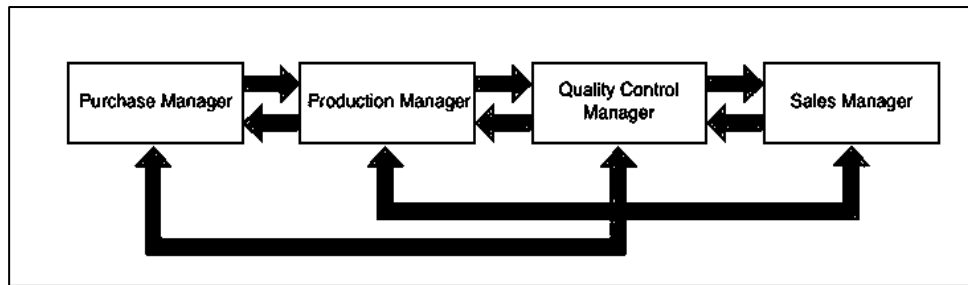 Purchase Manager
Production Manager
Quality Control
Manager
Sales Manager